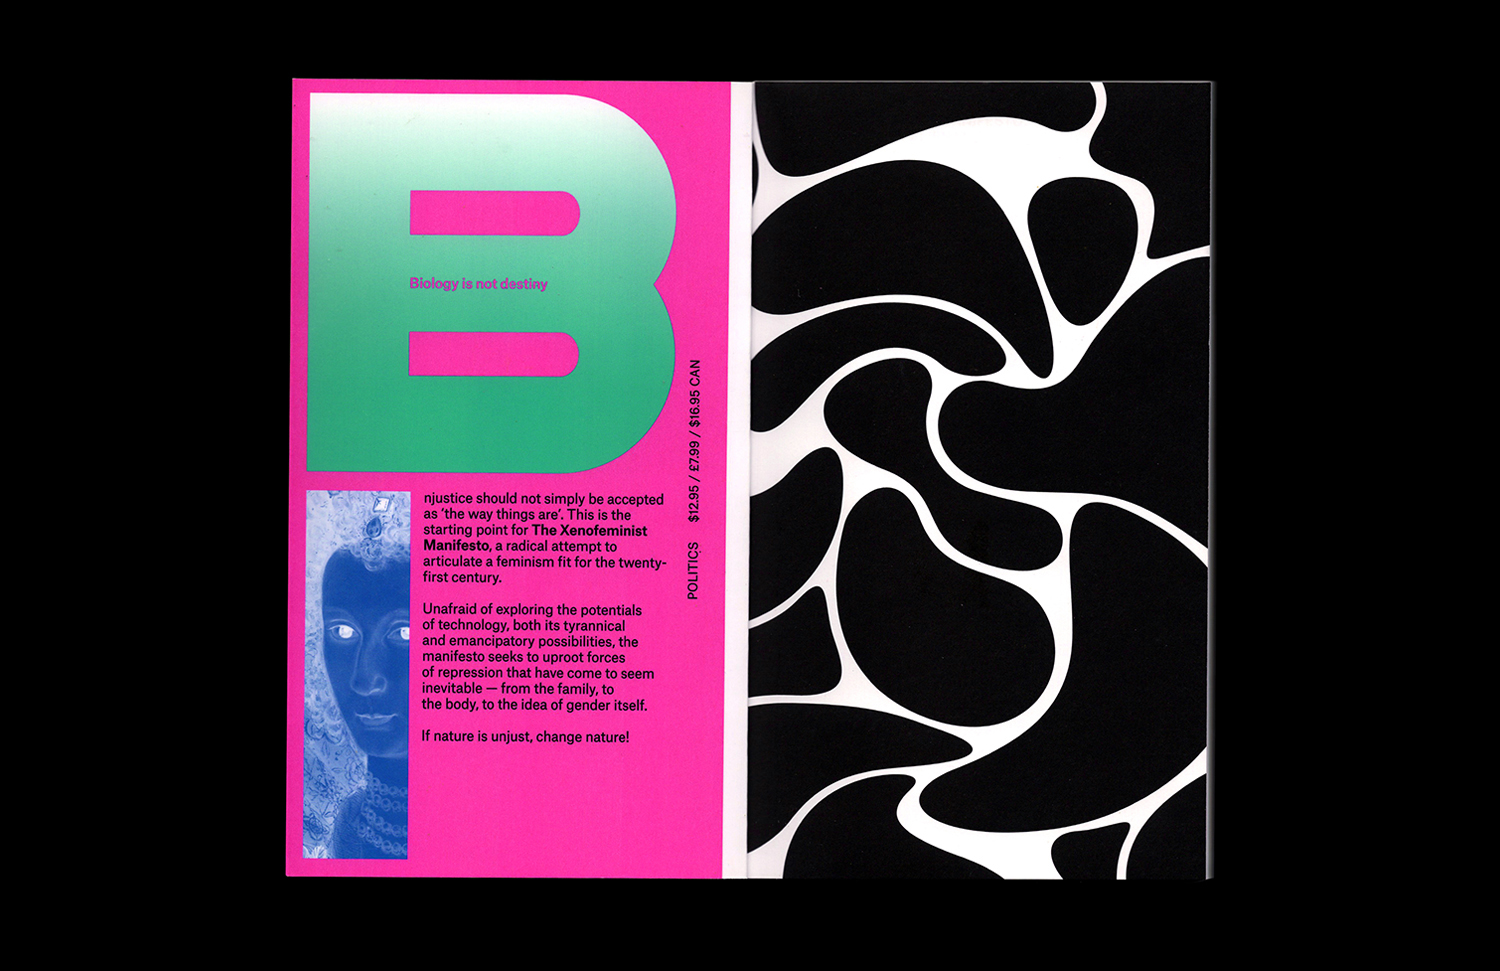 B
Biology is not destiny
njustice should not simply be accepted
as ‘the way things are’. This is the
starting point for The Xenofeminist
Manifesto, a radical attempt to
articulate a feminism fit for the twenty-
first century.
Unafraid of exploring the potentials
of technology, both its tyrannical
and emancipatory possibilities, the
manifesto seeks to uproot forces
of repression that have come to seem
inevitable — from the family, to
the body, to the idea of gender itself.
If nature is unjust, change nature!
POLITICS $12.95 / £7.99 / $16.95 CAN